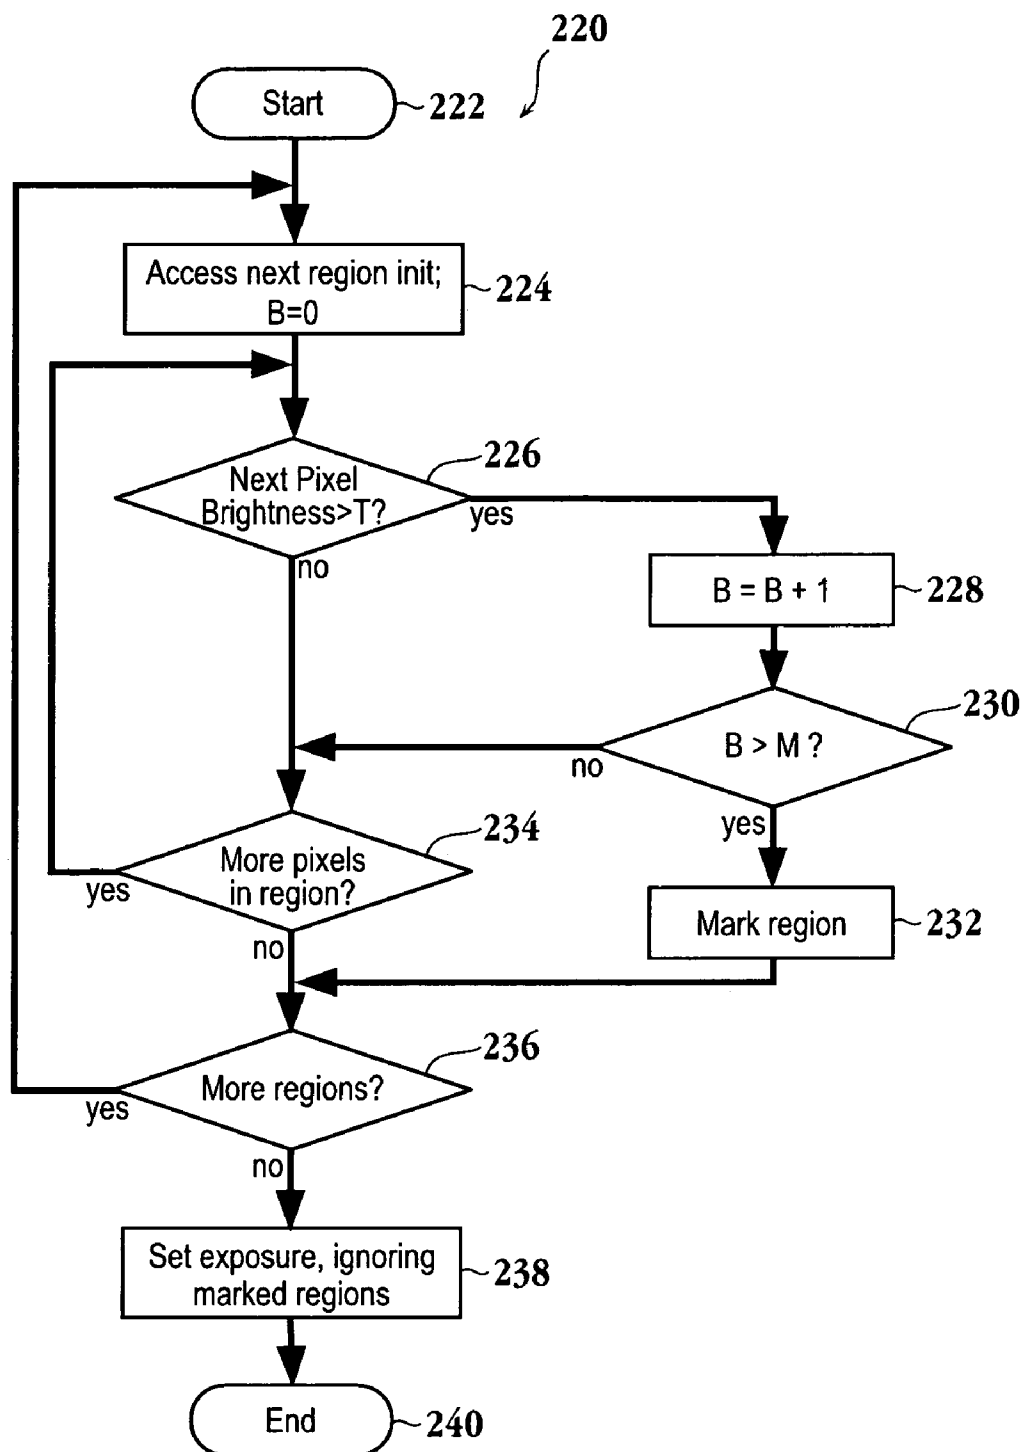 220
Start
222
Access next region init;
B=0
224
Next Pixel
Brightness>T?
226
yes
no
B = B + 1
228
B > M ?
230
no
yes
More pixels
in region?
234
yes
no
Mark region
232
More regions?
236
yes
no
Set exposure, ignoring
marked regions
238
End
240